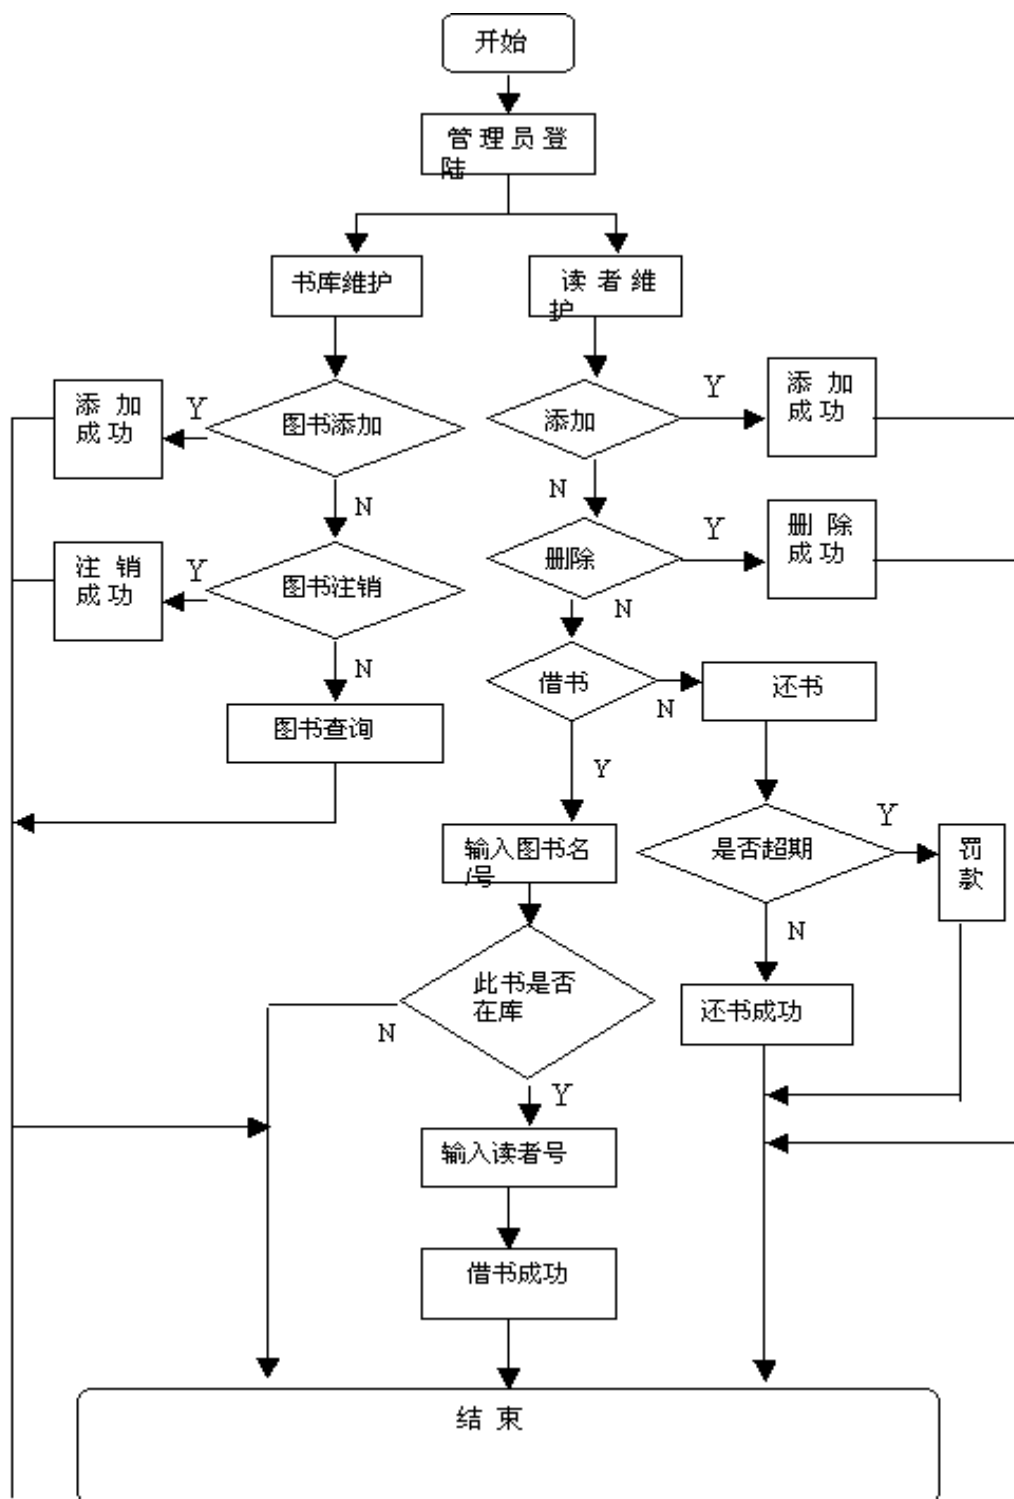 开始
管理员登
陆
书库维护
读者维
护
添加
成功
Y
图书添加
添加
Y
添加
成功
N
N
注销
成功
Y
图书注销
删除
Y
删除
成功
N
N
图书查询
借书
N
还书
Y
输入图书名
/号
是否超期
Y
罚
款
N
此书是否
在库
N
还书成功
Y
输入读者号
借书成功
结束